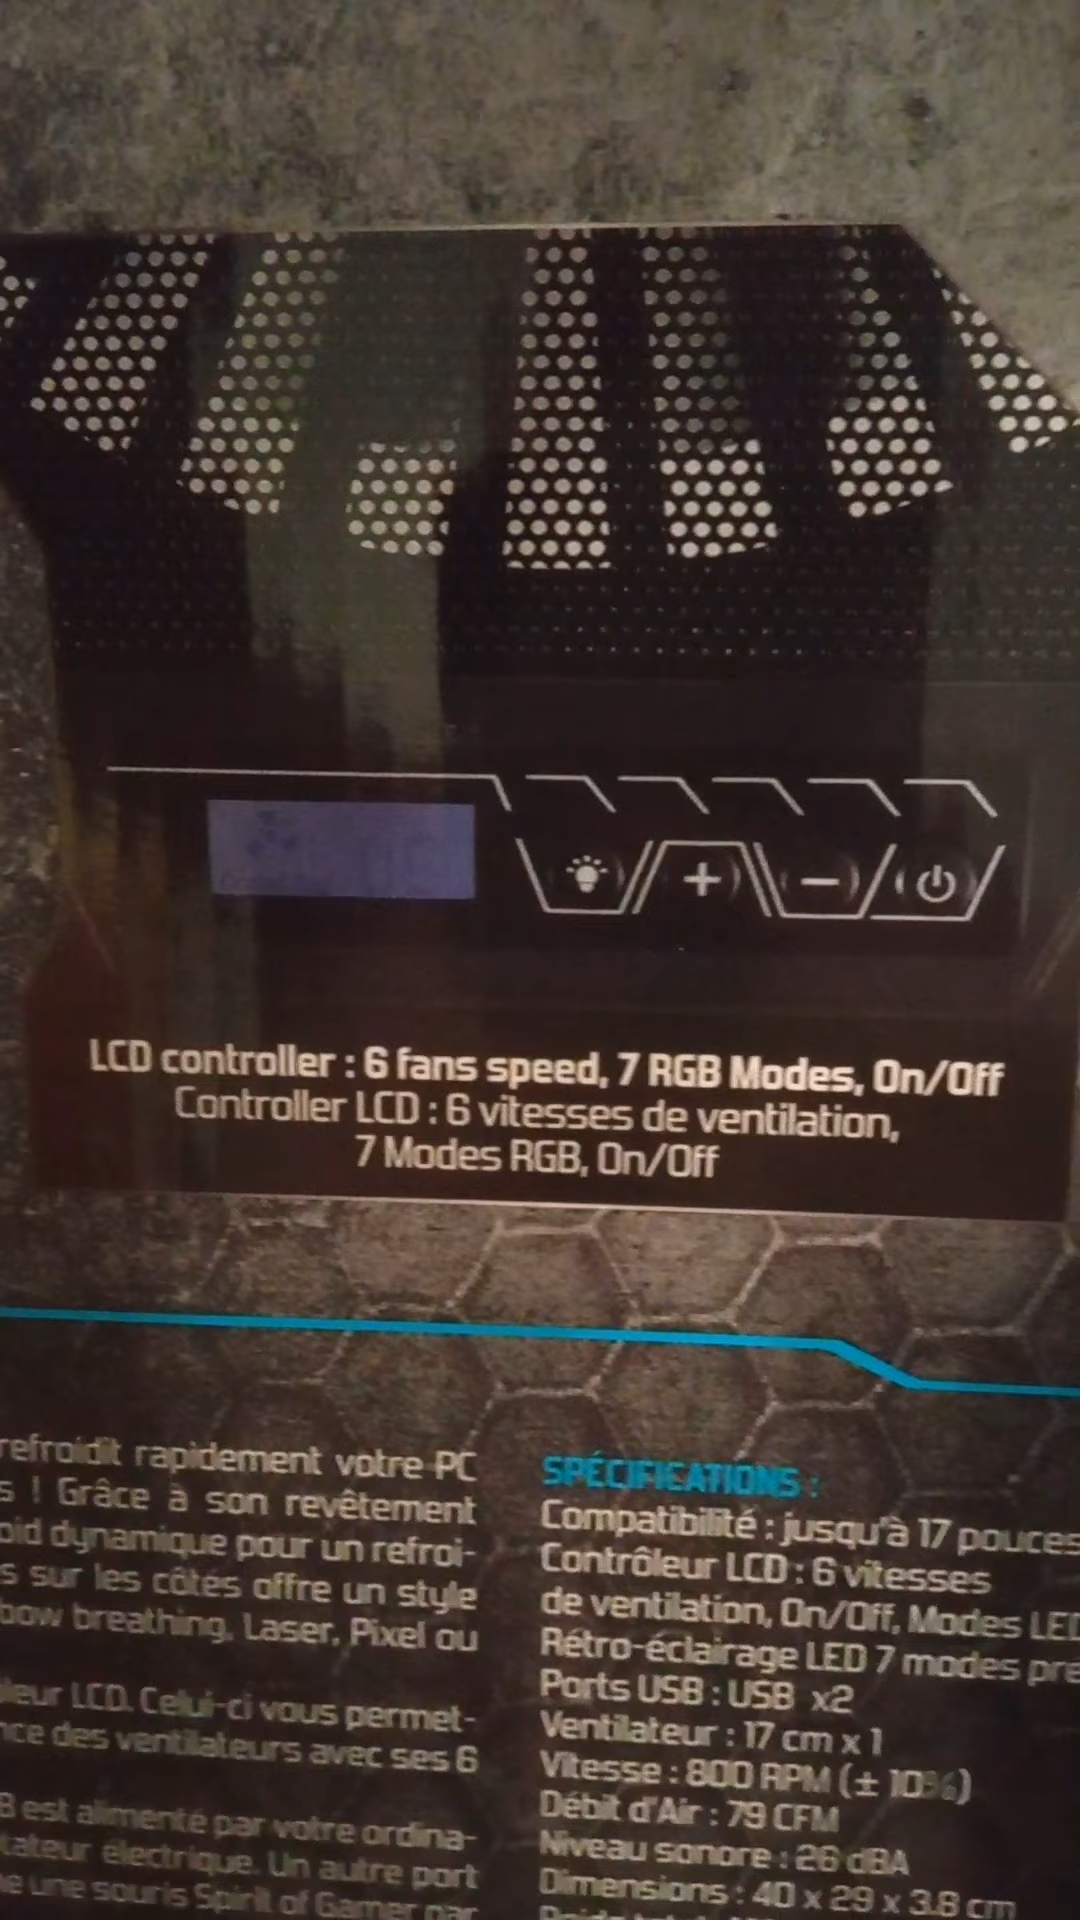 LCD controller : 6 fans speed, 7 RGB Modes, On/Off
Controller LCD : 6 vitesses de ventilation,
7 Modes RGB, On/Off
refroidit rapidement votre PC
s ! Grâce à son revêtement
oid dynamique pour un refroi-
s sur les côtés offre un style
bow breathing, Laser, Pixel ou
leur LCD. Celui-ci vous permet-
nce des ventilateurs avec ses 6
B est alimenté par votre ordina-
tateur électrique. Un autre port
une souris Spirit of Gamer par
SPÉCIFICATIONS :
Compatibilité : jusqu'à 17 pouces
Contrôleur LCD : 6 vitesses
de ventilation, On/Off, Modes LED
Rétro-éclairage LED 7 modes pré
Ports USB : USB x2
Ventilateur : 17 cm x 1
Vitesse : 800 RPM (± 10%)
Débit d'Air : 79 CFM
Niveau sonore : 26 dBA
Dimensions : 40 x 29 x 3.8 cm